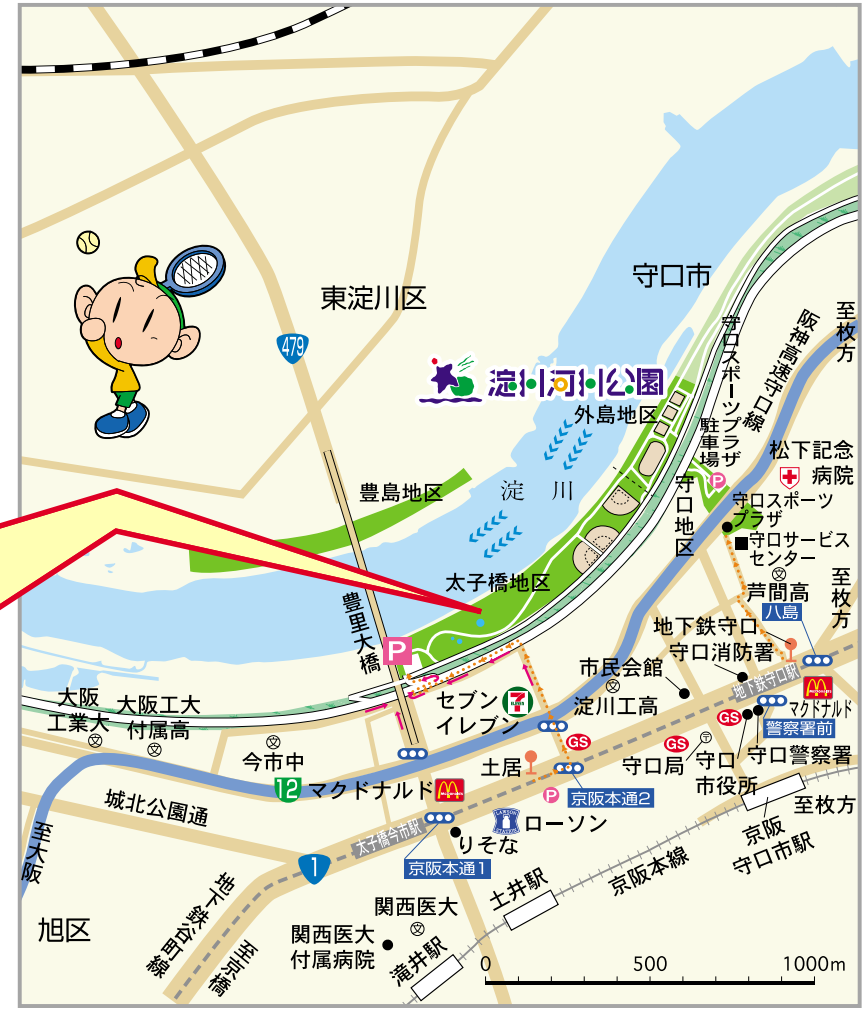 守口市
東淀川区
479
淀川河川公園
外島地区
守口スポーツプラザ
駐車場
P
阪神高速守口線
至枚方
松下記念
病院
豊島地区
淀川
守口地区
守口スポーツ
プラザ
守口サービス
センター
文
芦間高
至枚方
太子橋地区
八島
豊里大橋
P
地下鉄守口
守口消防署
市民会館
文
淀川工高
地下鉄守口駅
マクドナルド
警察署前
大阪
工業大
文
大阪工大
付属高
文
セブン
イレブン
7
ELEVEN
GS
GS
GS
守口局
守口
市役所
守口警察署
今市中
文
土居
12
マクドナルド
P
京阪本通2
至枚方
城北公園通
太子橋今市駅
LAWSON
STATION
ローソン
りそな
京阪
守口市駅
至大阪
1
京阪本通1
京阪本線
土井駅
地下鉄谷町線
至京橋
旭区
関西医大
文
関西医大
付属病院
滝井駅
0 500 1000m